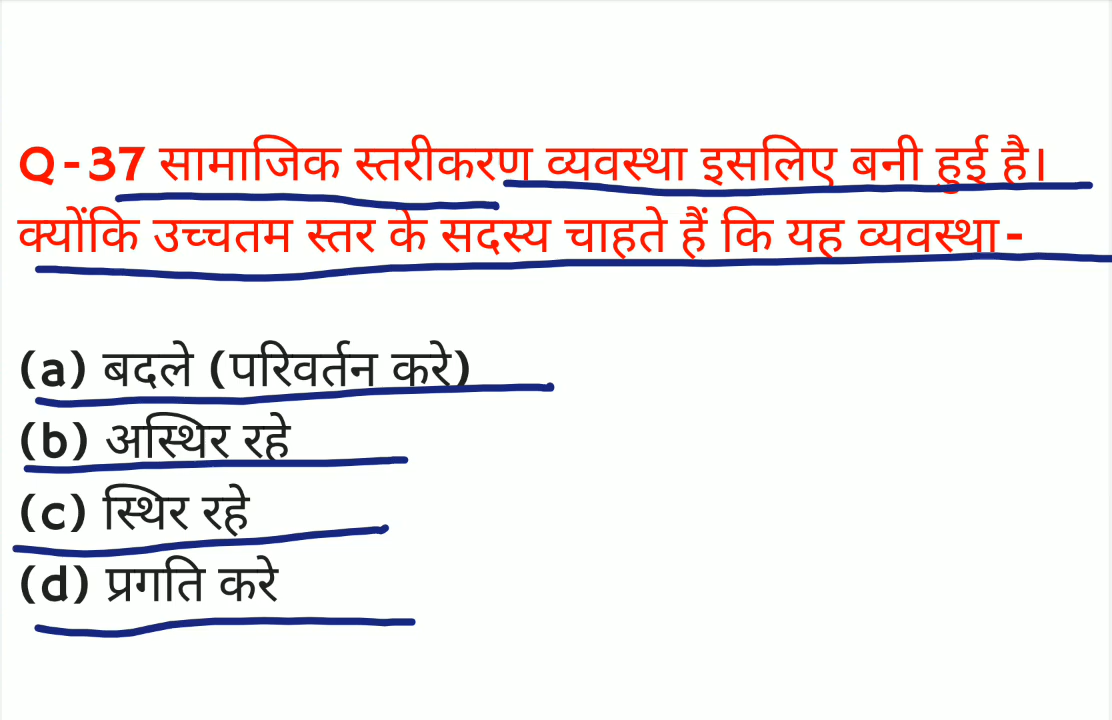 Q-37 सामाजिक स्तरीकरण व्यवस्था इसलिए बनी हुई है।
क्योंकि उच्चतम स्तर के सदस्य चाहते हैं कि यह व्यवस्था-
(a) बदले (परिवर्तन करे)
(b) अस्थिर रहे
(c) स्थिर रहे
(d) प्रगति करे